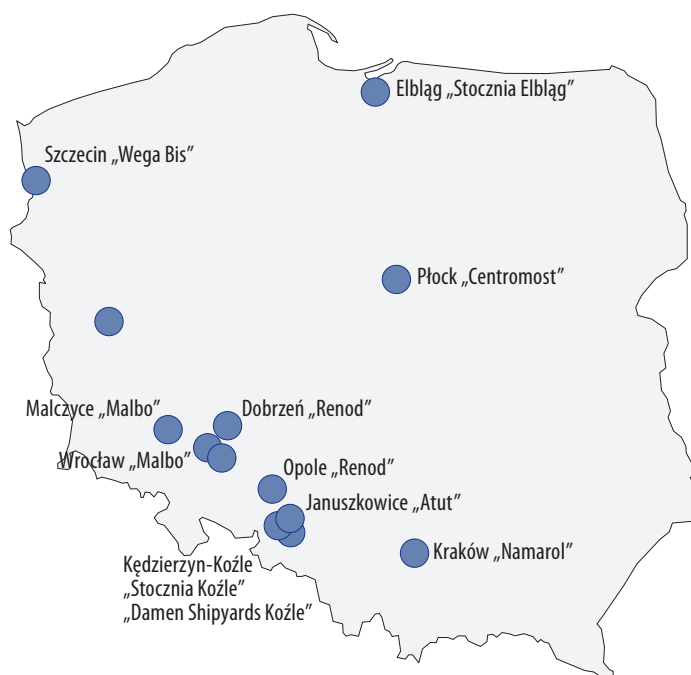 Elbląg „Stocznia Elbląg”
Szczecin „Wega Bis”
Płock „Centromost”
Malczyce „Malbo”
Dobrzeń „Renod”
Wrocław „Malbo”
Opole „Renod”
Januszkowice „Atut”
Kraków „Namarol”
Kędzierzyn-Koźle
„Stocznia Koźle”
„Damen Shipyards Koźle”